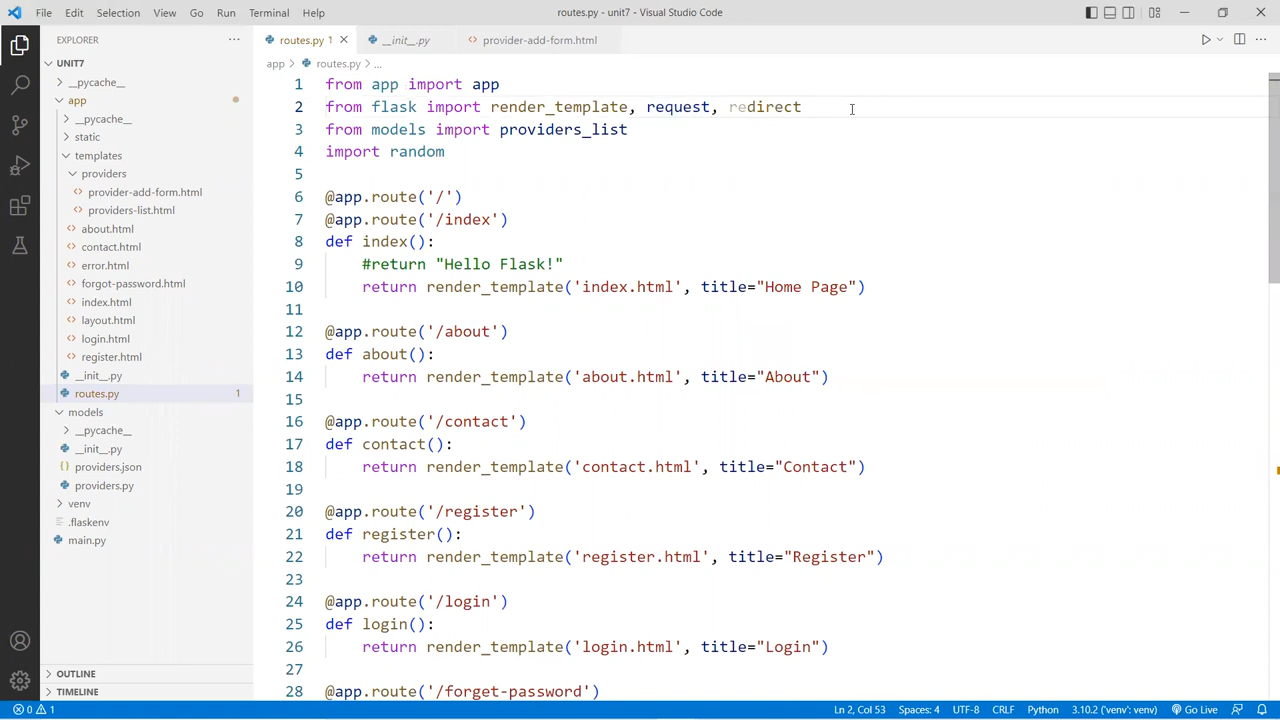 File Edit Selection View Go Run Terminal Help
routes.py - unit7 - Visual Studio Code
EXPLORER
routes.py 1
__init__.py
provider-add-form.html
UNIT7
app > routes.py > ...
__pycache__
app
__pycache__
static
templates
providers
provider-add-form.html
providers-list.html
about.html
contact.html
error.html
forgot-password.html
index.html
layout.html
login.html
register.html
__init__.py
routes.py 1
models
__pycache__
__init__.py
providers.json
providers.py
venv
.flaskenv
main.py
OUTLINE
TIMELINE
1 from app import app
2 from flask import render_template, request, redirect
3 from models import providers_list
4 import random
5
6 @app.route('/')
7 @app.route('/index')
8 def index():
9 #return "Hello Flask!"
10 return render_template('index.html', title="Home Page")
11
12 @app.route('/about')
13 def about():
14 return render_template('about.html', title="About")
15
16 @app.route('/contact')
17 def contact():
18 return render_template('contact.html', title="Contact")
19
20 @app.route('/register')
21 def register():
22 return render_template('register.html', title="Register")
23
24 @app.route('/login')
25 def login():
26 return render_template('login.html', title="Login")
27
28 @app.route('/forget-password')
0 1
Ln 2, Col 53 Spaces: 4 UTF-8 CRLF Python 3.10.2 ('venv': venv) Go Live